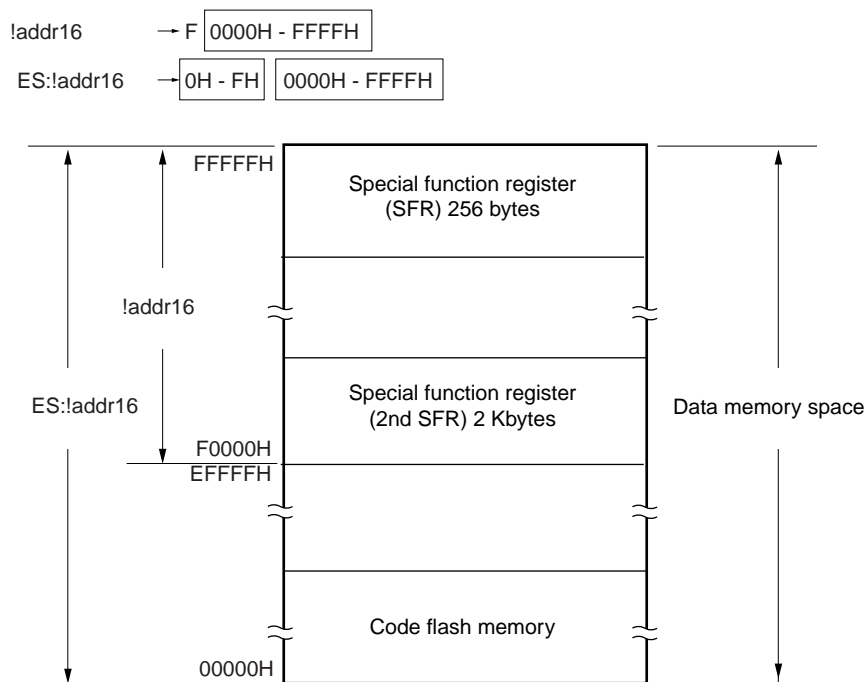 !addr16 → F 0000H - FFFFH
ES:!addr16 → 0H - FH 0000H - FFFFH
FFFFFH
Special function register
(SFR) 256 bytes
!addr16
Special function register
(2nd SFR) 2 Kbytes
ES:!addr16
Data memory space
F0000H
EFFFFH
Code flash memory
00000H